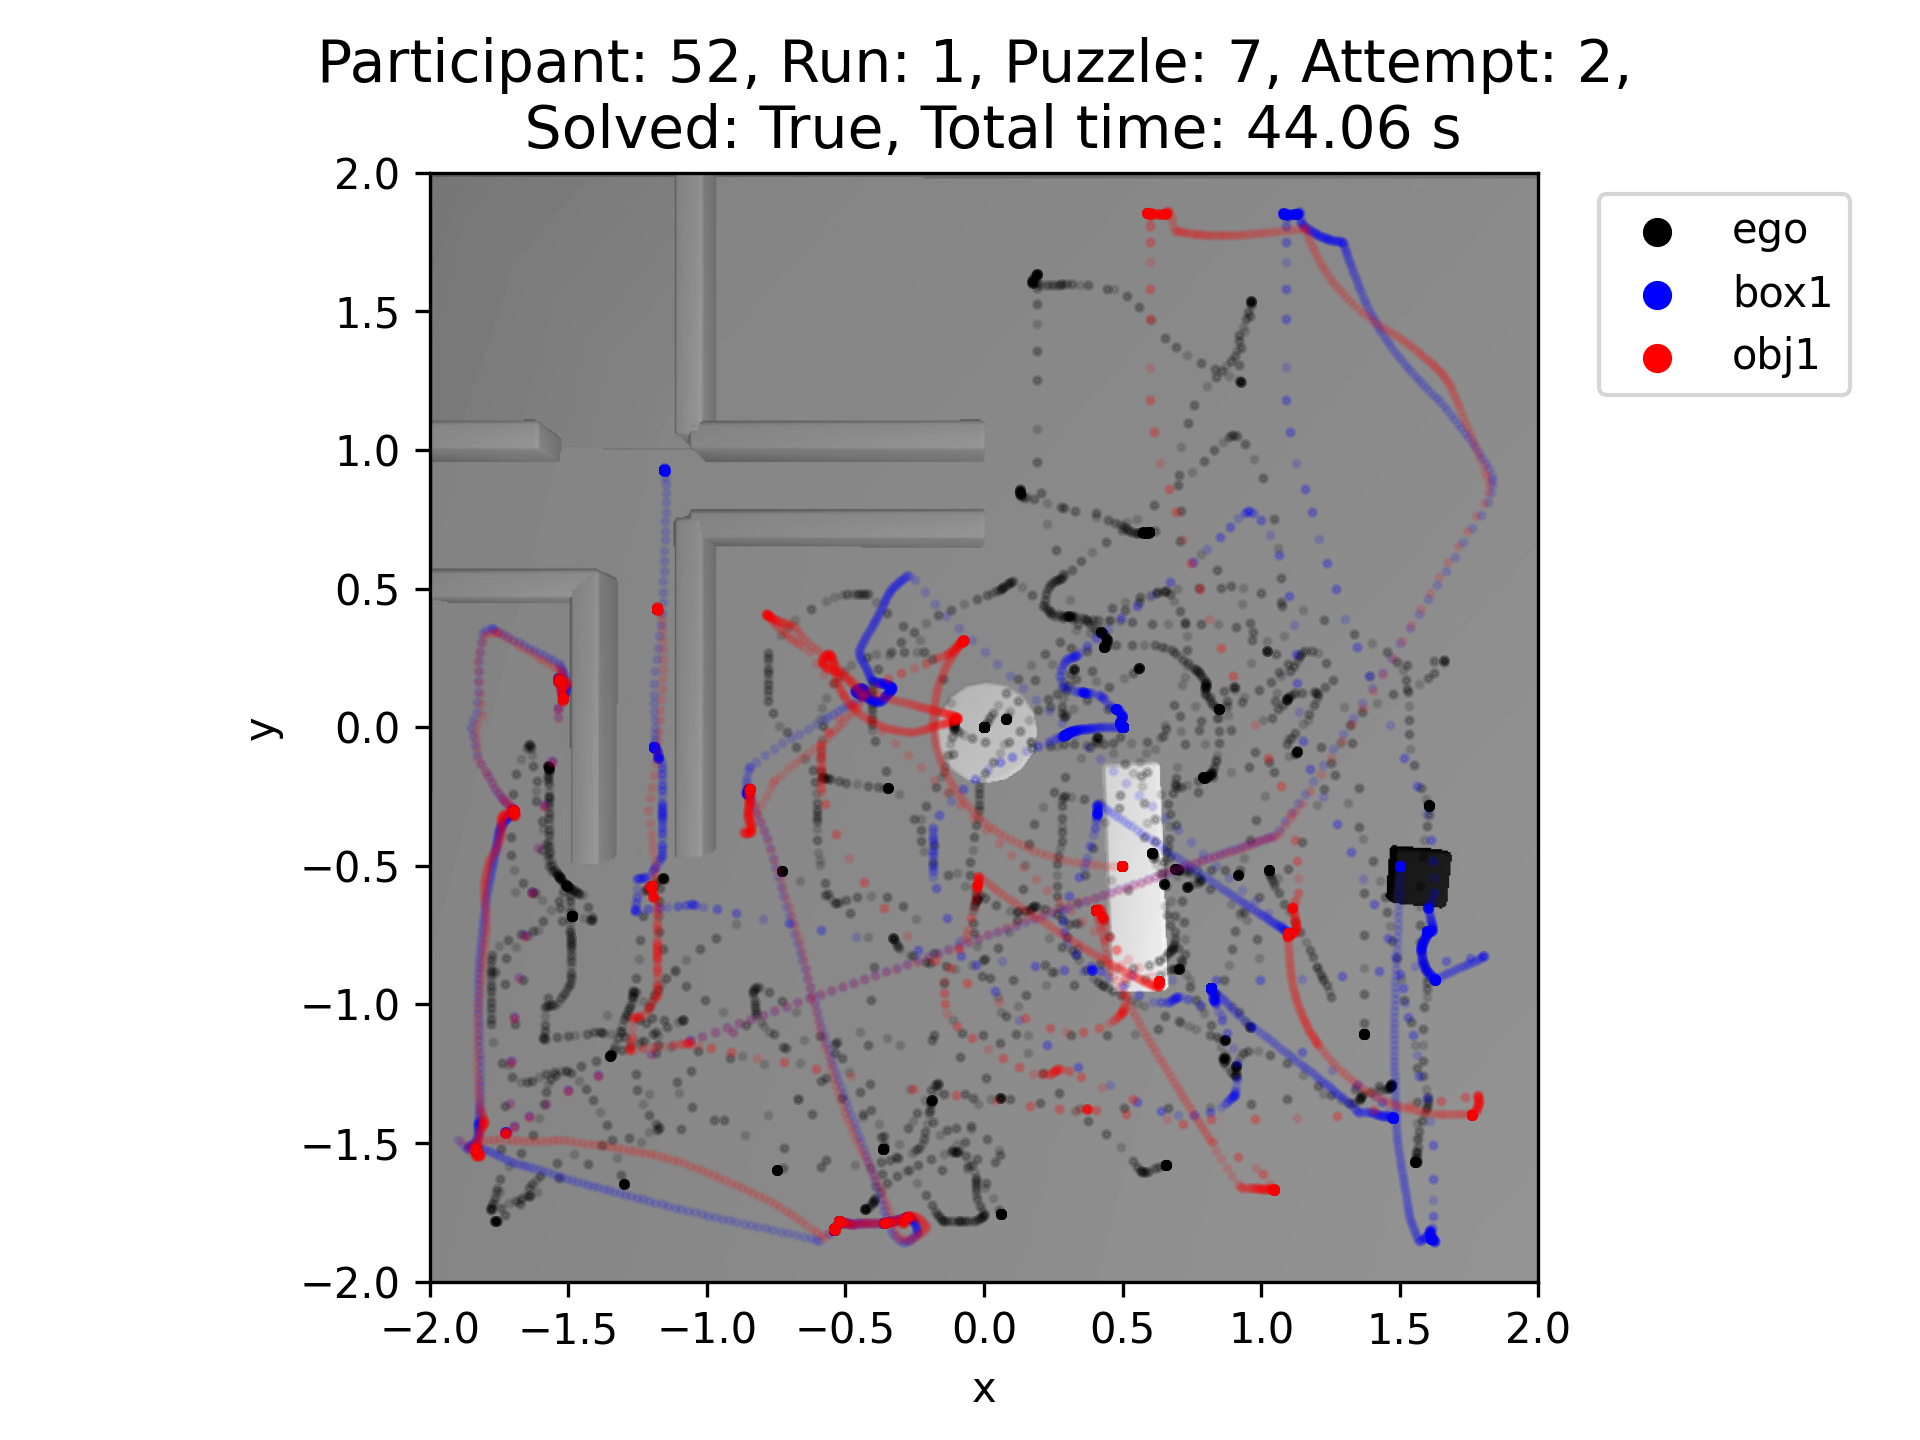 Participant: 52, Run: 1, Puzzle: 7, Attempt: 2,
Solved: True, Total time: 44.06 s
2.0
1.5
1.0
0.5
0.0
−0.5
−1.0
−1.5
−2.0
y
−2.0 −1.5 −1.0 −0.5 0.0 0.5 1.0 1.5 2.0
x
ego
box1
obj1